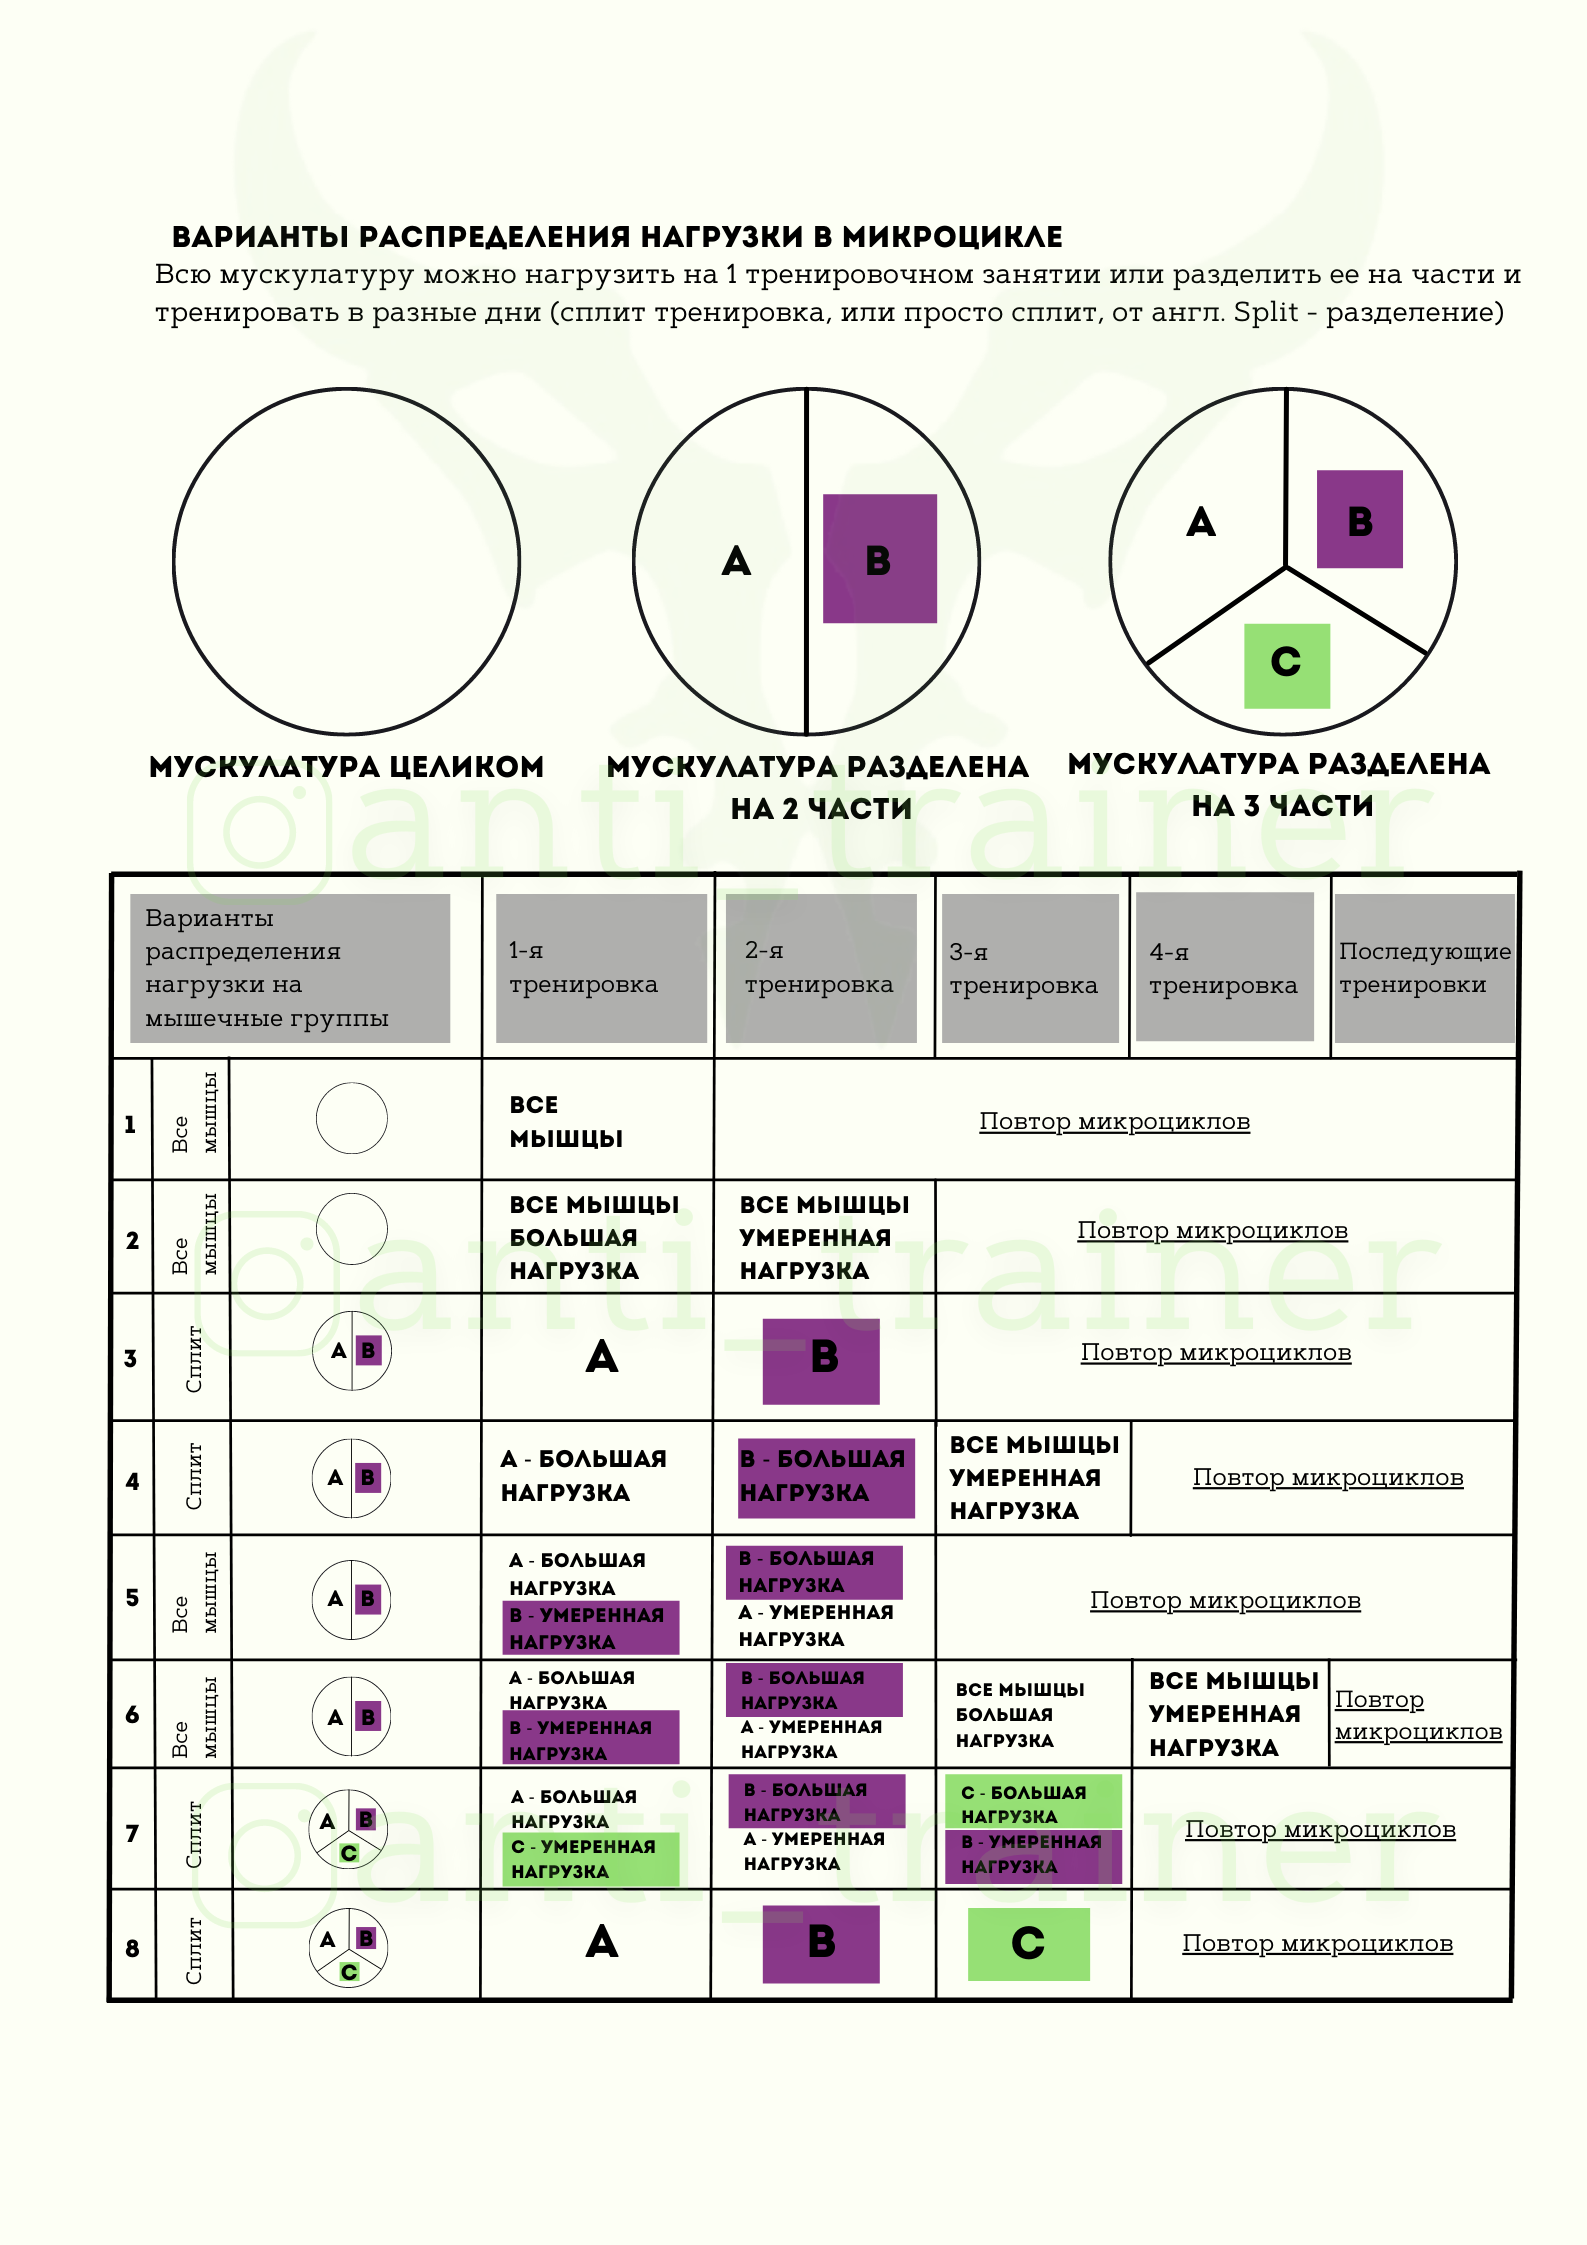 ВАРИАНТЫ РАСПРЕДЕЛЕНИЯ НАГРУЗКИ В МИКРОЦИКЛЕ
Всю мускулатуру можно нагрузить на 1 тренировочном занятии или разделить ее на части и
тренировать в разные дни (сплит тренировка, или просто сплит, от англ. Split - разделение)
A
B
A
B
C
МУСКУЛАТУРА ЦЕЛИКОМ
МУСКУЛАТУРА РАЗДЕЛЕНА
НА 2 ЧАСТИ
МУСКУЛАТУРА РАЗДЕЛЕНА
НА 3 ЧАСТИ
anti_trainer
Варианты
распределения
нагрузки на
мышечные группы
1-я
тренировка
2-я
тренировка
3-я
тренировка
4-я
тренировка
Последующие
тренировки
1
Все
мышцы
ВСЕ
МЫШЦЫ
Повтор микроциклов
2
Все
мышцы
ВСЕ МЫШЦЫ
БОЛЬШАЯ
НАГРУЗКА
ВСЕ МЫШЦЫ
УМЕРЕННАЯ
НАГРУЗКА
Повтор микроциклов
anti_trainer
3
Сплит
A
B
A
B
Повтор микроциклов
4
Сплит
A
B
А - БОЛЬШАЯ
НАГРУЗКА
В - БОЛЬШАЯ
НАГРУЗКА
ВСЕ МЫШЦЫ
УМЕРЕННАЯ
НАГРУЗКА
Повтор микроциклов
5
Все
мышцы
A
B
А - БОЛЬШАЯ
НАГРУЗКА
В - УМЕРЕННАЯ
НАГРУЗКА
В - БОЛЬШАЯ
НАГРУЗКА
А - УМЕРЕННАЯ
НАГРУЗКА
Повтор микроциклов
6
Все
мышцы
A
B
А - БОЛЬШАЯ
НАГРУЗКА
В - УМЕРЕННАЯ
НАГРУЗКА
В - БОЛЬШАЯ
НАГРУЗКА
А - УМЕРЕННАЯ
НАГРУЗКА
ВСЕ МЫШЦЫ
БОЛЬШАЯ
НАГРУЗКА
ВСЕ МЫШЦЫ
УМЕРЕННАЯ
НАГРУЗКА
Повтор
микроциклов
7
Сплит
A
B
C
А - БОЛЬШАЯ
НАГРУЗКА
С - УМЕРЕННАЯ
НАГРУЗКА
В - БОЛЬШАЯ
НАГРУЗКА
А - УМЕРЕННАЯ
НАГРУЗКА
С - БОЛЬШАЯ
НАГРУЗКА
В - УМЕРЕННАЯ
НАГРУЗКА
Повтор микроциклов
anti_trainer
8
Сплит
A
B
C
A
B
C
Повтор микроциклов